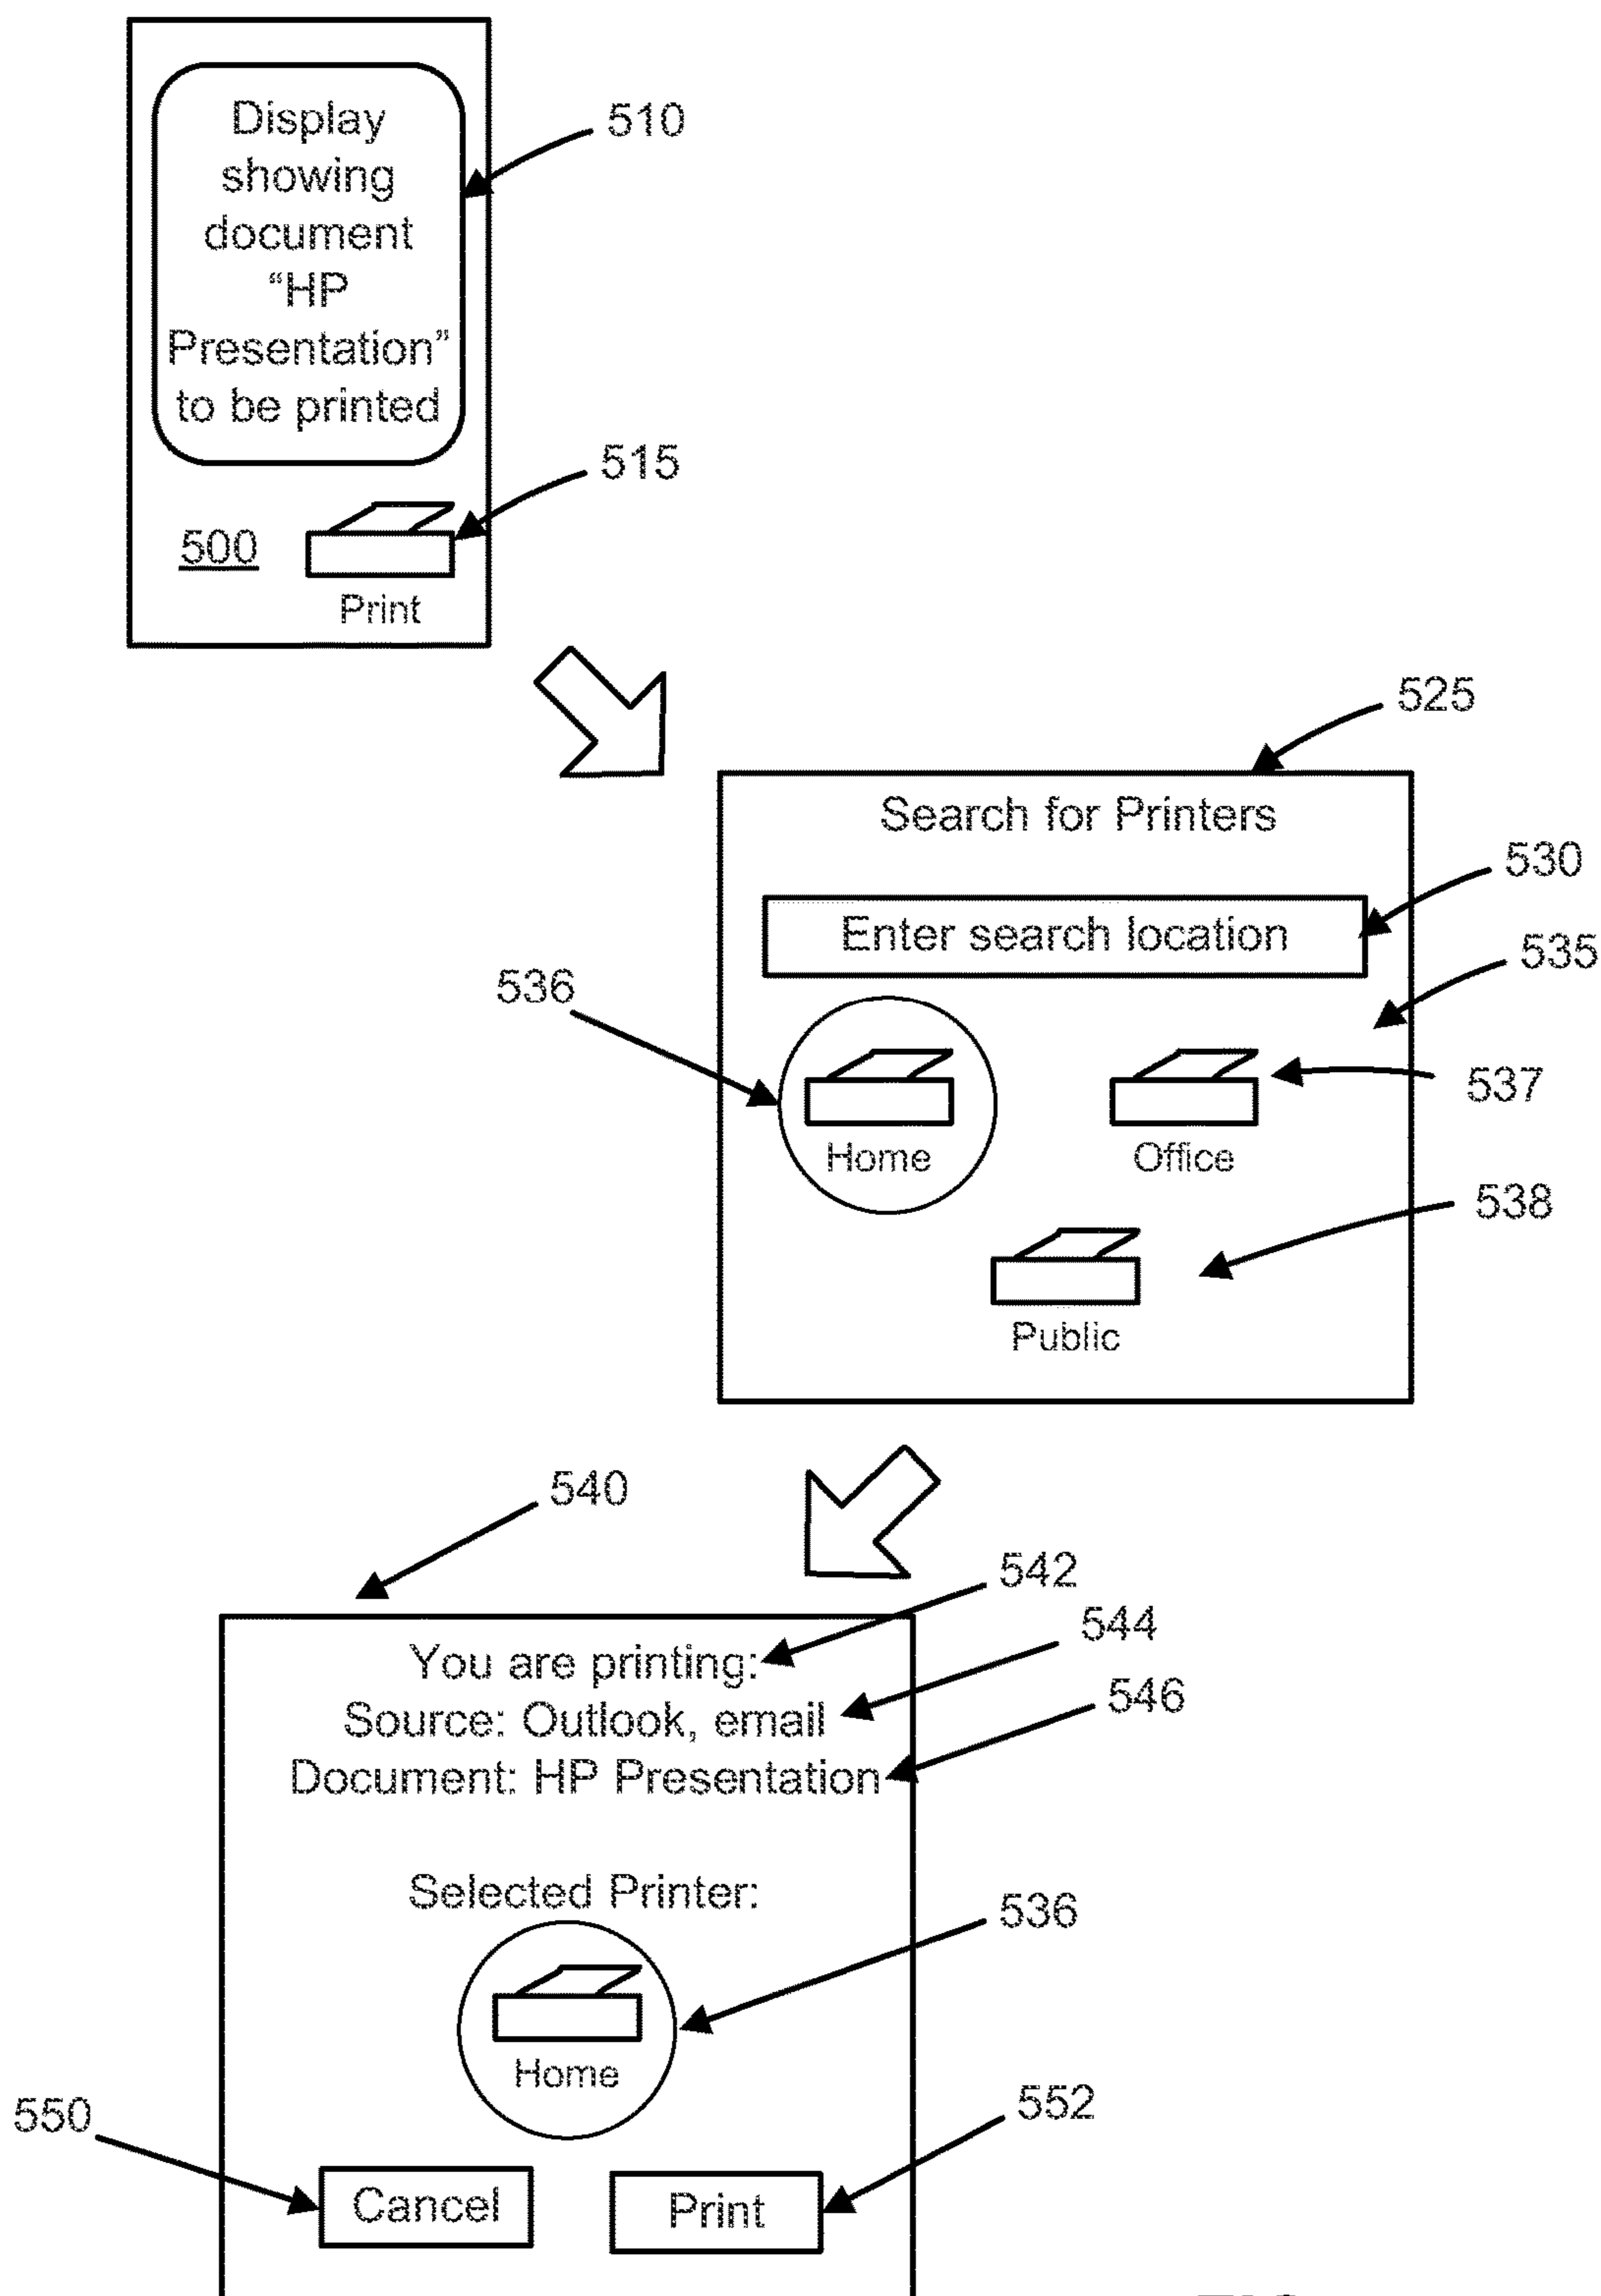 Display
showing
document
“HP
Presentation”
to be printed
510
515
500
Print
525
Search for Printers
530
Enter search location
535
536
Home
Office
537
538
Public
540
542
You are printing:
544
Source: Outlook, email
546
Document: HP Presentation
Selected Printer:
536
Home
550
552
Cancel
Print